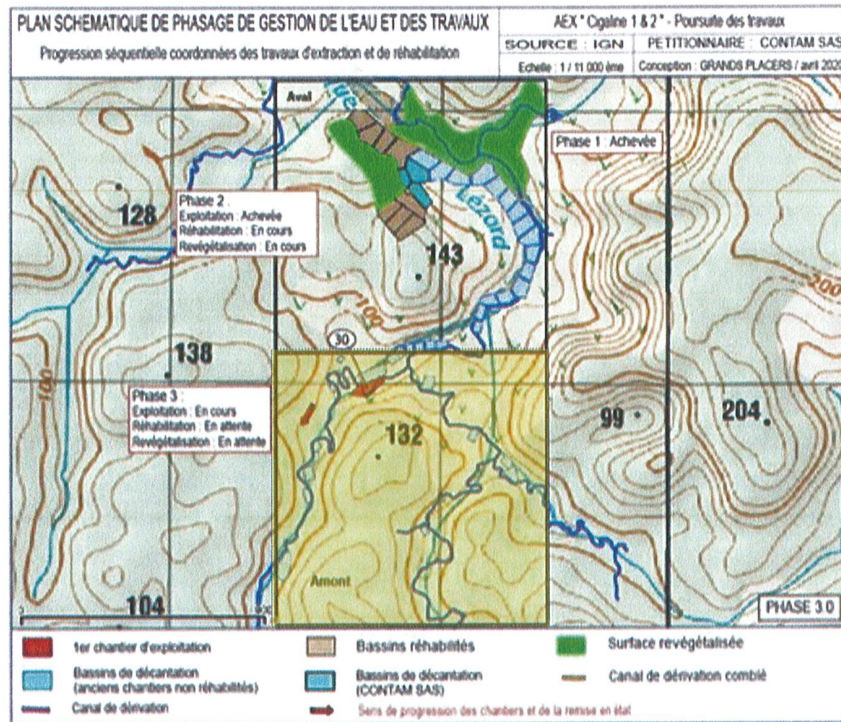 PLAN SCHEMATIQUE DE PHASAGE DE GESTION DE L'EAU ET DES TRAVAUX
Progression séquentielle coordonnées des travaux d'extraction et de réhabilitation
AEX " Cigaline 1 & 2 " - Poursuite des travaux
SOURCE : IGN
PETITIONNAIRE : CONTAM SAS
Echelle : 1 / 11 000 ème
Conception : GRANDS PLACERS / avril 2020
Aval
Phase 1 : Achevée
128
Phase 2 :
Exploitation : Achevée
Réhabilitation : En cours
Revégétalisation : En cours
Lézard
143
200
100
138
30
100
Phase 3 :
Exploitation : En cours
Réhabilitation : En attente
Revégétalisation : En attente
132
99
204
Amont
104
PHASE 3.0
1er chantier d'exploitation
Bassins réhabilités
Surface revégétalisée
Bassins de décantation
(anciens chantiers non réhabilités)
Bassins de décantation
(CONTAM SAS)
Canal de dérivation comblé
Canal de dérivation
Sens de progression des chantiers et de la remise en état